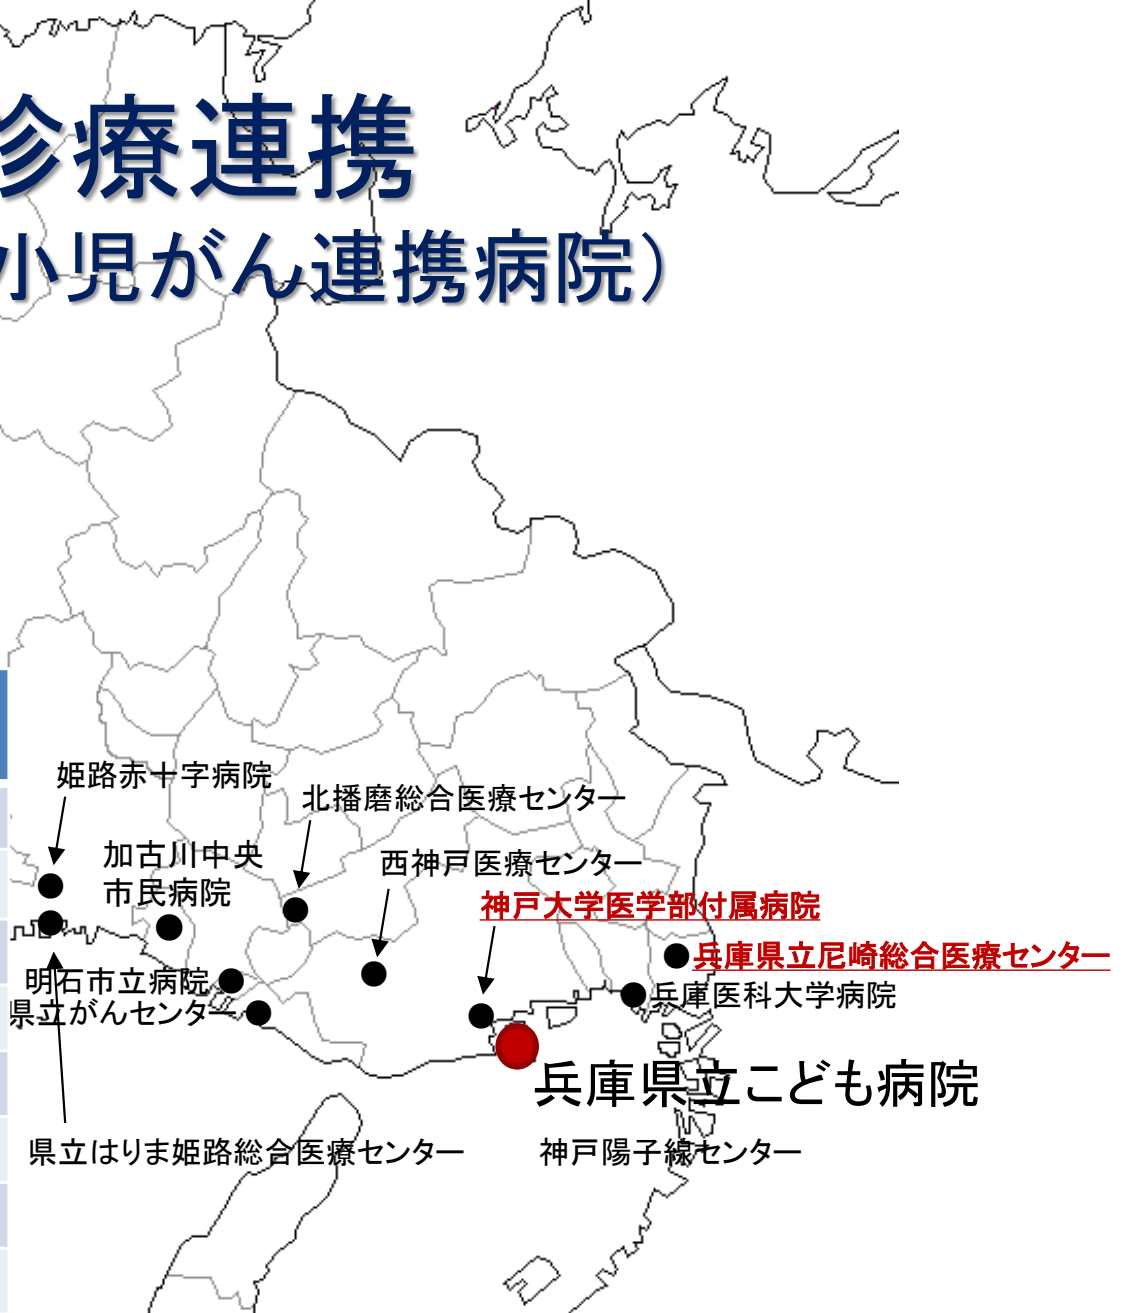 診療連携
小児がん連携病院）
姫路赤十字病院
北播磨総合医療センター
加古川中央
市民病院
西神戸医療センター
神戸大学医学部付属病院
兵庫県立尼崎総合医療センター
明石市立病院
兵庫医科大学病院
県立がんセンター
兵庫県立こども病院
県立はりま姫路総合医療センター
神戸陽子線センター